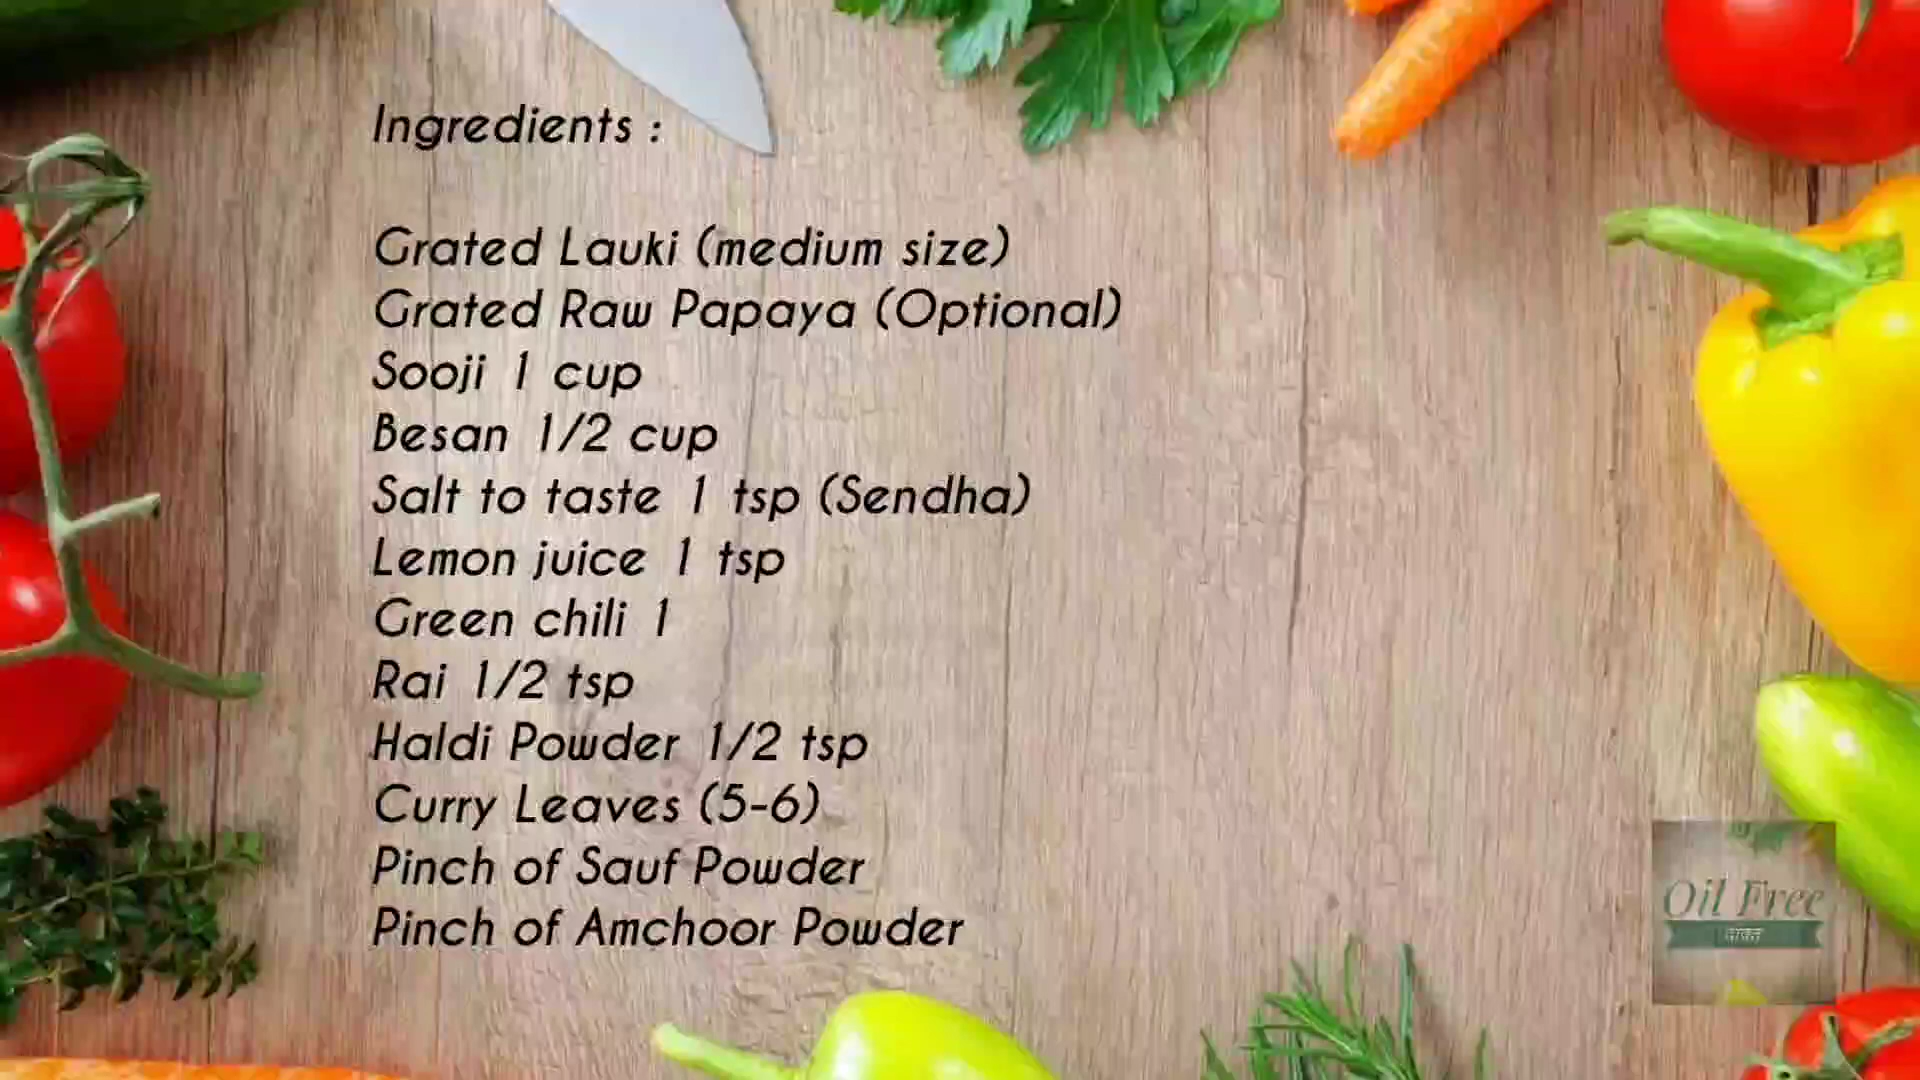 Ingredients :
Grated Lauki (medium size)
Grated Raw Papaya (Optional)
Sooji 1 cup
Besan 1/2 cup
Salt to taste 1 tsp (Sendha)
Lemon juice 1 tsp
Green chili 1
Rai 1/2 tsp
Haldi Powder 1/2 tsp
Curry Leaves (5-6)
Pinch of Sauf Powder
Pinch of Amchoor Powder
Oil Free